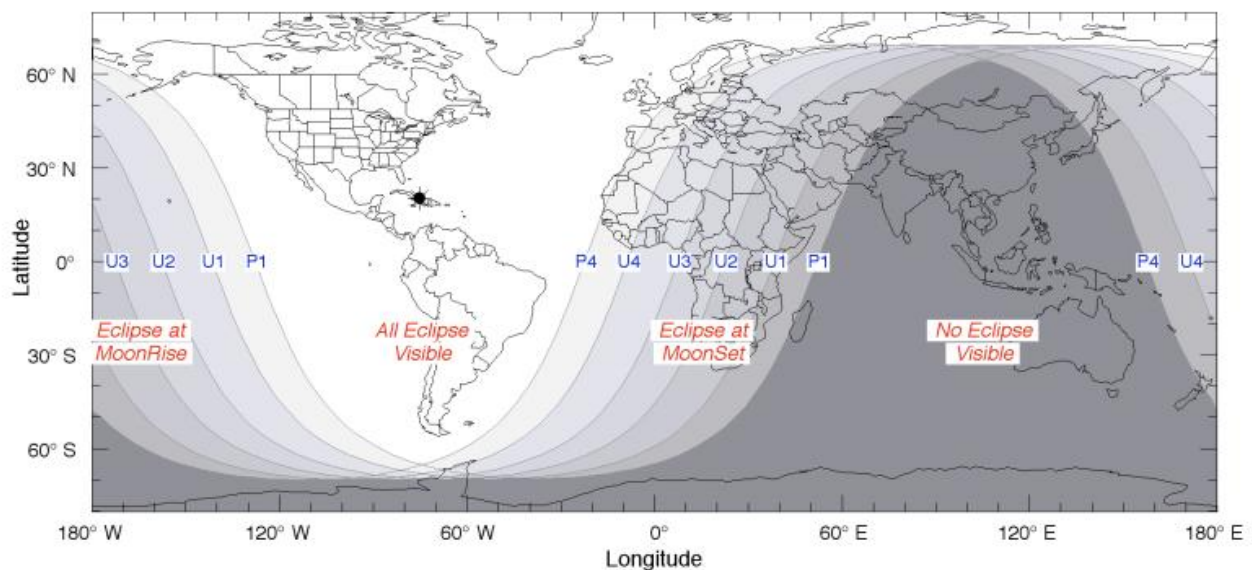 60° N
30° N
0°
30° S
60° S
Latitude
U3 U2 U1 P1 P4 U4 U3 U2 U1 P1 P4 U4
Eclipse at
MoonRise
All Eclipse
Visible
Eclipse at
MoonSet
No Eclipse
Visible
180° W 120° W 60° W 0° 60° E 120° E 180° E
Longitude